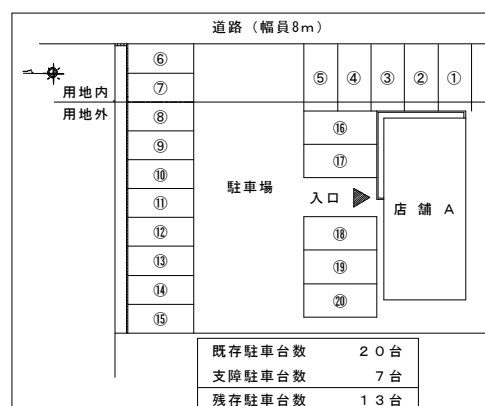 道路（幅員8m）
⑥
⑤ ④ ③ ② ①
用地内
⑦
用地外
⑧
⑯
⑨
⑰
⑩
駐車場
⑪
入口
店舗A
⑫
⑱
⑬
⑲
⑭
⑳
⑮
既存駐車台数 20台
支障駐車台数 7台
残存駐車台数 13台